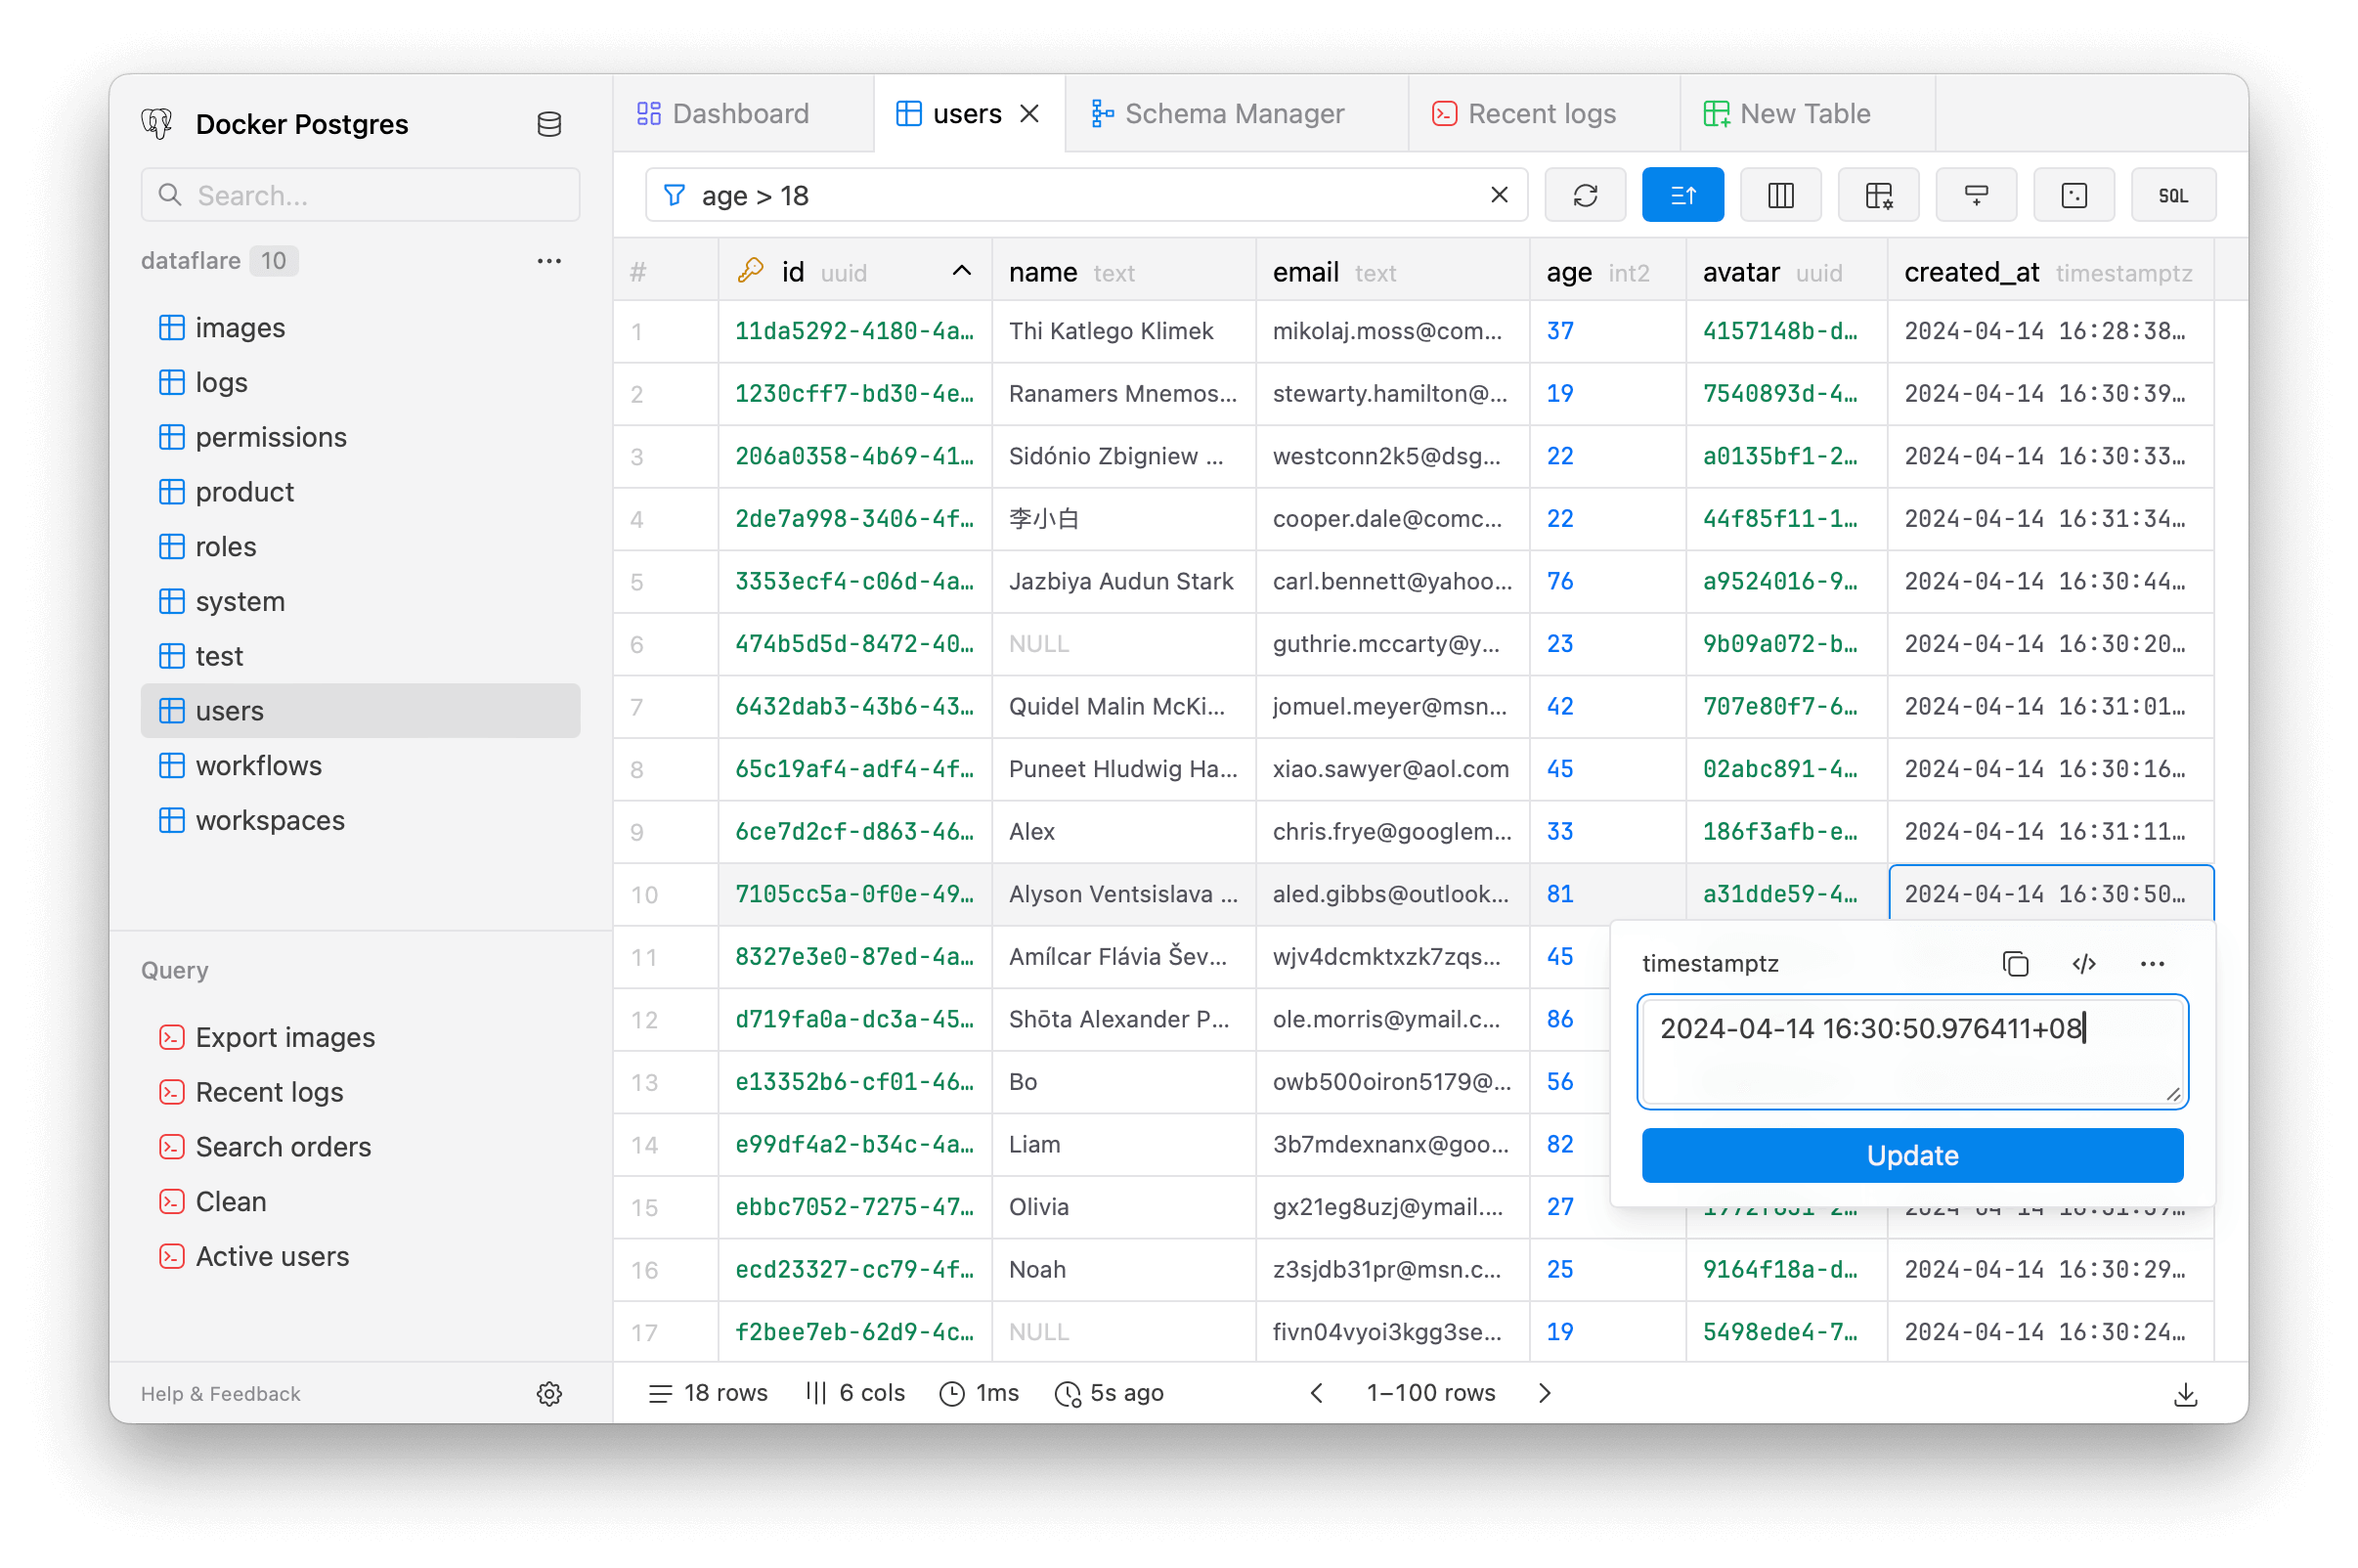 Docker Postgres
Search...
dataflare 10
images
logs
permissions
product
roles
system
test
users
workflows
workspaces
Query
Export images
Recent logs
Search orders
Clean
Active users
Help & Feedback
Dashboard users Schema Manager Recent logs New Table
age > 18 SQL
# id uuid name text email text age int2 avatar uuid created_at timestamptz
1 11da5292-4180-4a… Thi Katlego Klimek mikolaj.moss@com... 37 4157148b-d… 2024-04-14 16:28:38…
2 1230cff7-bd30-4e… Ranamers Mnemos... stewarty.hamilton@... 19 7540893d-4… 2024-04-14 16:30:39…
3 206a0358-4b69-41… Sidónio Zbigniew ... westconn2k5@dsg... 22 a0135bf1-2… 2024-04-14 16:30:33…
4 2de7a998-3406-4f… 李小白 cooper.dale@comc... 22 44f85f11-1… 2024-04-14 16:31:34…
5 3353ecf4-c06d-4a… Jazbiya Audun Stark carl.bennett@yahoo... 76 a9524016-9… 2024-04-14 16:30:44…
6 474b5d5d-8472-40… NULL guthrie.mccarty@y... 23 9b09a072-b… 2024-04-14 16:30:20…
7 6432dab3-43b6-43… Quidel Malin McKi... jomuel.meyer@msn... 42 707e80f7-6… 2024-04-14 16:31:01…
8 65c19af4-adf4-4f… Puneet Hludwig Ha... xiao.sawyer@aol.com 45 02abc891-4… 2024-04-14 16:30:16…
9 6ce7d2cf-d863-46… Alex chris.frye@googlem... 33 186f3afb-e… 2024-04-14 16:31:11…
10 7105cc5a-0f0e-49… Alyson Ventsislava ... aled.gibbs@outlook... 81 a31dde59-4… 2024-04-14 16:30:50…
11 8327e3e0-87ed-4a… Amílcar Flávia Šev... wjv4dcmktxzk7zqs... 45
12 d719fa0a-dc3a-45… Shōta Alexander P... ole.morris@ymail.c... 86
13 e13352b6-cf01-46… Bo owb500oiron5179@... 56
14 e99df4a2-b34c-4a… Liam 3b7mdexnanx@goo... 82
15 ebbc7052-7275-47… Olivia gx21eg8uzj@ymail.... 27
16 ecd23327-cc79-4f… Noah z3sjdb31pr@msn.c... 25 9164f18a-d… 2024-04-14 16:30:29…
17 f2bee7eb-62d9-4c… NULL fivn04vyoi3kgg3se... 19 5498ede4-7… 2024-04-14 16:30:24…
timestamptz
2024-04-14 16:30:50.976411+08
Update
18 rows 6 cols 1ms 5s ago 1–100 rows